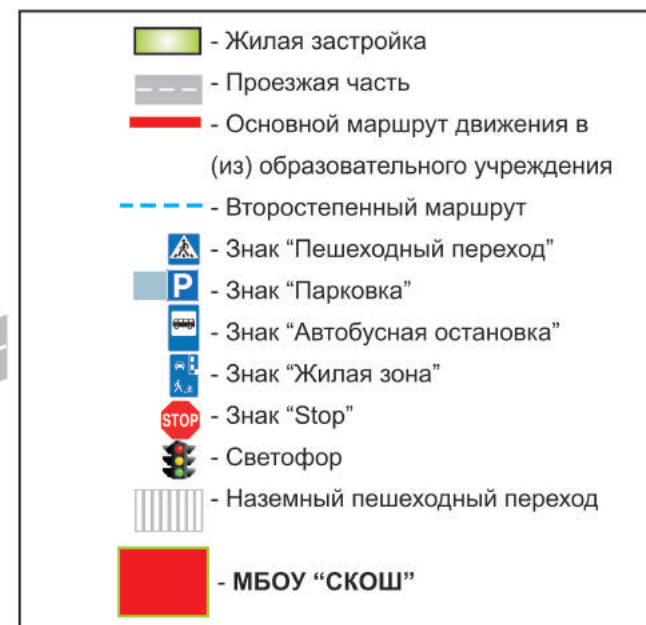 - Жилая застройка
- Проезжая часть
- Основной маршрут движения в
(из) образовательного учреждения
- Второстепенный маршрут
- Знак “Пешеходный переход”
P - Знак “Парковка”
- Знак “Автобусная остановка”
- Знак “Жилая зона”
STOP - Знак “Stop”
- Светофор
- Наземный пешеходный переход
- МБОУ “СКОШ”